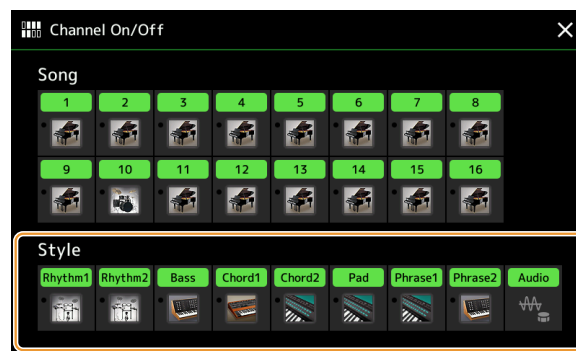 Channel On/Off
Song
1 2 3 4 5 6 7 8
9 10 11 12 13 14 15 16
Style
Rhythm1 Rhythm2 Bass Chord1 Chord2 Pad Phrase1 Phrase2 Audio